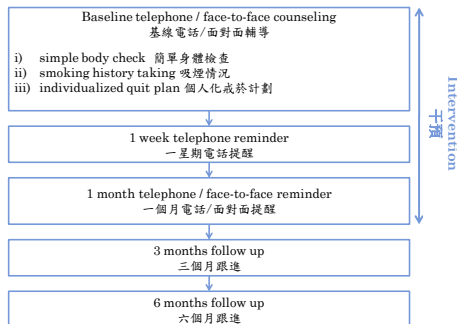 Baseline telephone / face-to-face counseling
基線電話/面對面輔導
i) simple body check 簡單身體檢查
ii) smoking history taking 吸煙情況
iii) individualized quit plan 個人化戒菸計劃
1 week telephone reminder
一星期電話提醒
1 month telephone / face-to-face reminder
一個月電話/面對面提醒
3 months follow up
三個月跟進
6 months follow up
六個月跟進
Intervention
干預